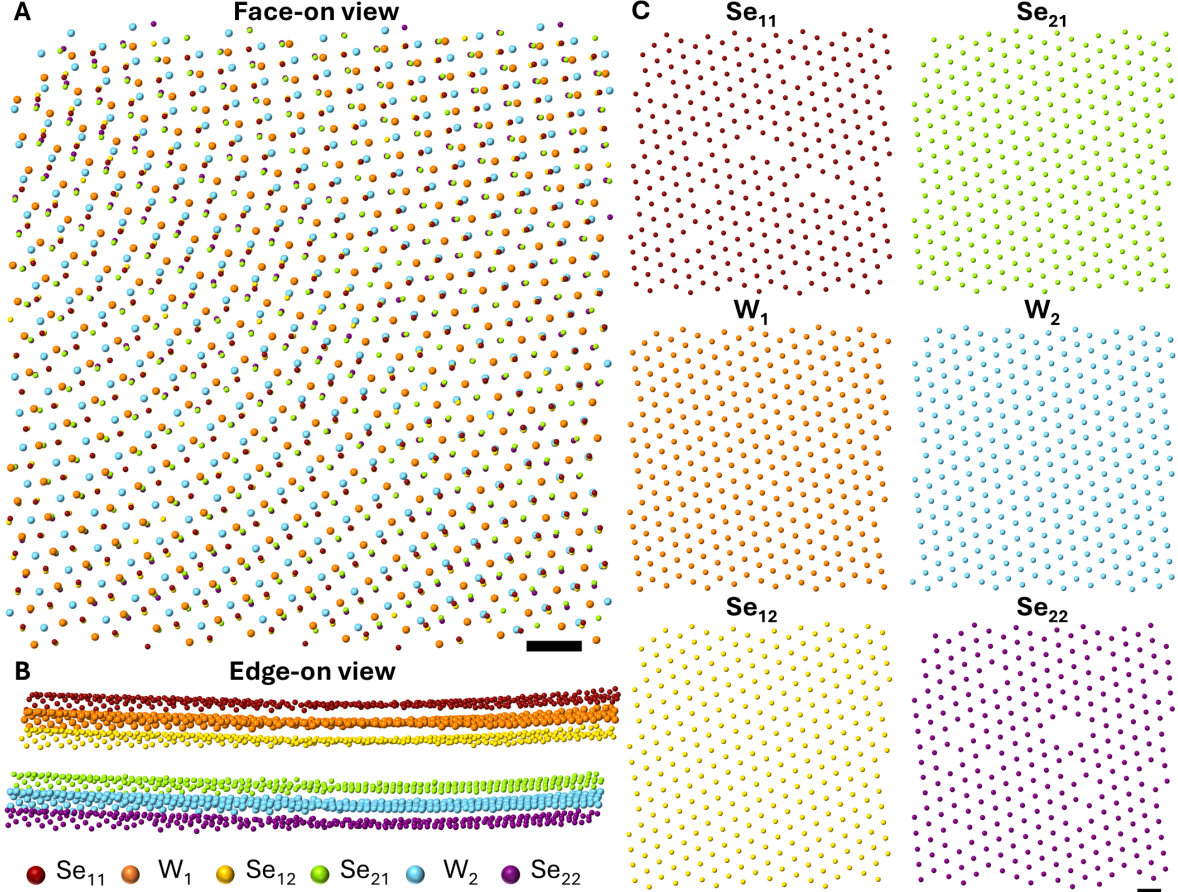 A
Face-on view
B
Edge-on view
Se₁₁
W₁
Se₁₂
Se₂₁
W₂
Se₂₂
C
Se₁₁
Se₂₁
W₁
W₂
Se₁₂
Se₂₂